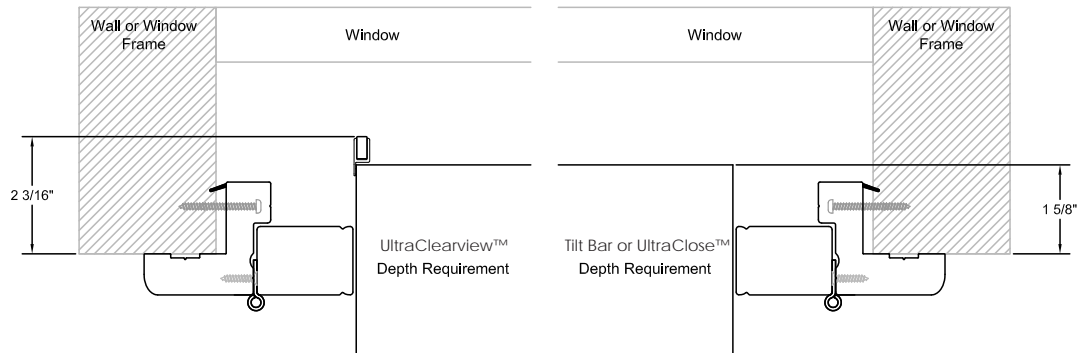 Wall or Window
Frame
Window
Window
Wall or Window
Frame
2 3/16"
1 5/8"
UltraClearview™
Depth Requirement
Tilt Bar or UltraClose™
Depth Requirement